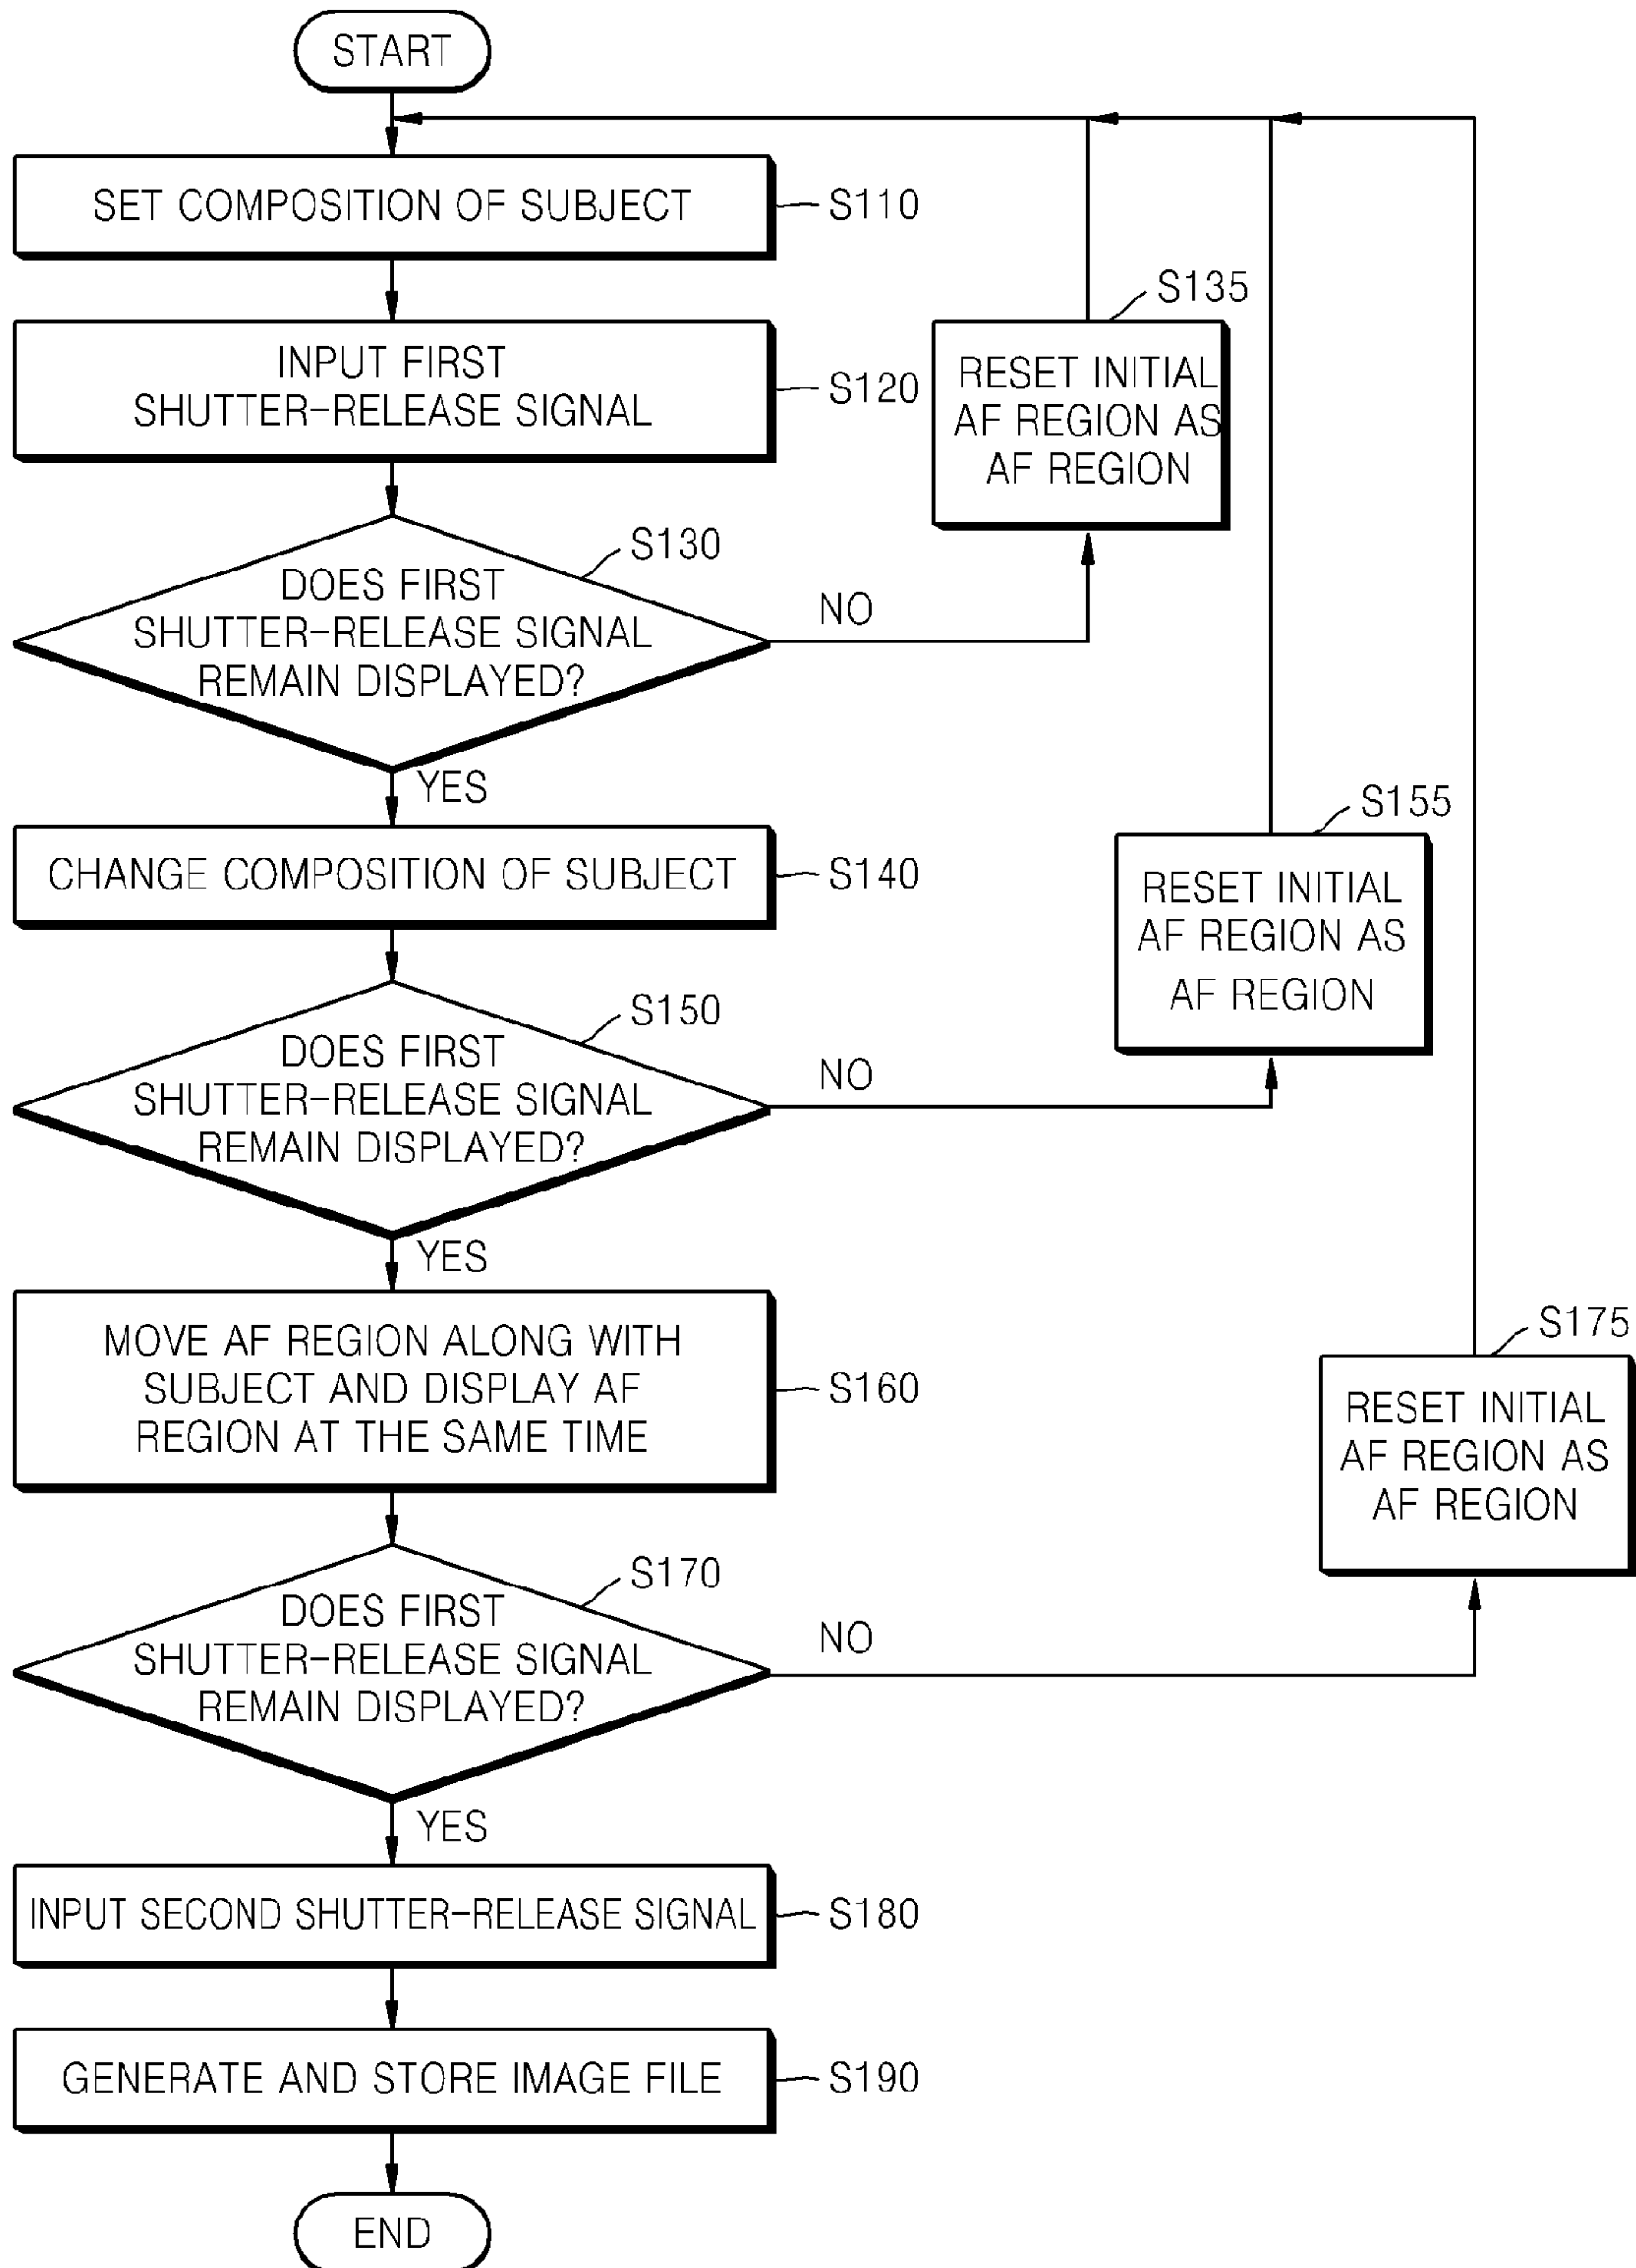 START
SET COMPOSITION OF SUBJECT
S110
INPUT FIRST
SHUTTER-RELEASE SIGNAL
S120
S135
RESET INITIAL
AF REGION AS
AF REGION
S130
DOES FIRST
SHUTTER-RELEASE SIGNAL
REMAIN DISPLAYED?
NO
YES
CHANGE COMPOSITION OF SUBJECT
S140
S155
RESET INITIAL
AF REGION AS
AF REGION
S150
DOES FIRST
SHUTTER-RELEASE SIGNAL
REMAIN DISPLAYED?
NO
YES
MOVE AF REGION ALONG WITH
SUBJECT AND DISPLAY AF
REGION AT THE SAME TIME
S160
S175
RESET INITIAL
AF REGION AS
AF REGION
S170
DOES FIRST
SHUTTER-RELEASE SIGNAL
REMAIN DISPLAYED?
NO
YES
INPUT SECOND SHUTTER-RELEASE SIGNAL
S180
GENERATE AND STORE IMAGE FILE
S190
END